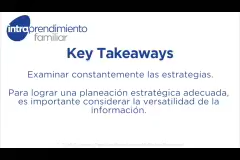 intraprendimiento
familiar
Key Takeaways
Examinar constantemente las estrategias.
Para lograr una planeación estratégica adecuada,
es importante considerar la versatilidad de la
información.